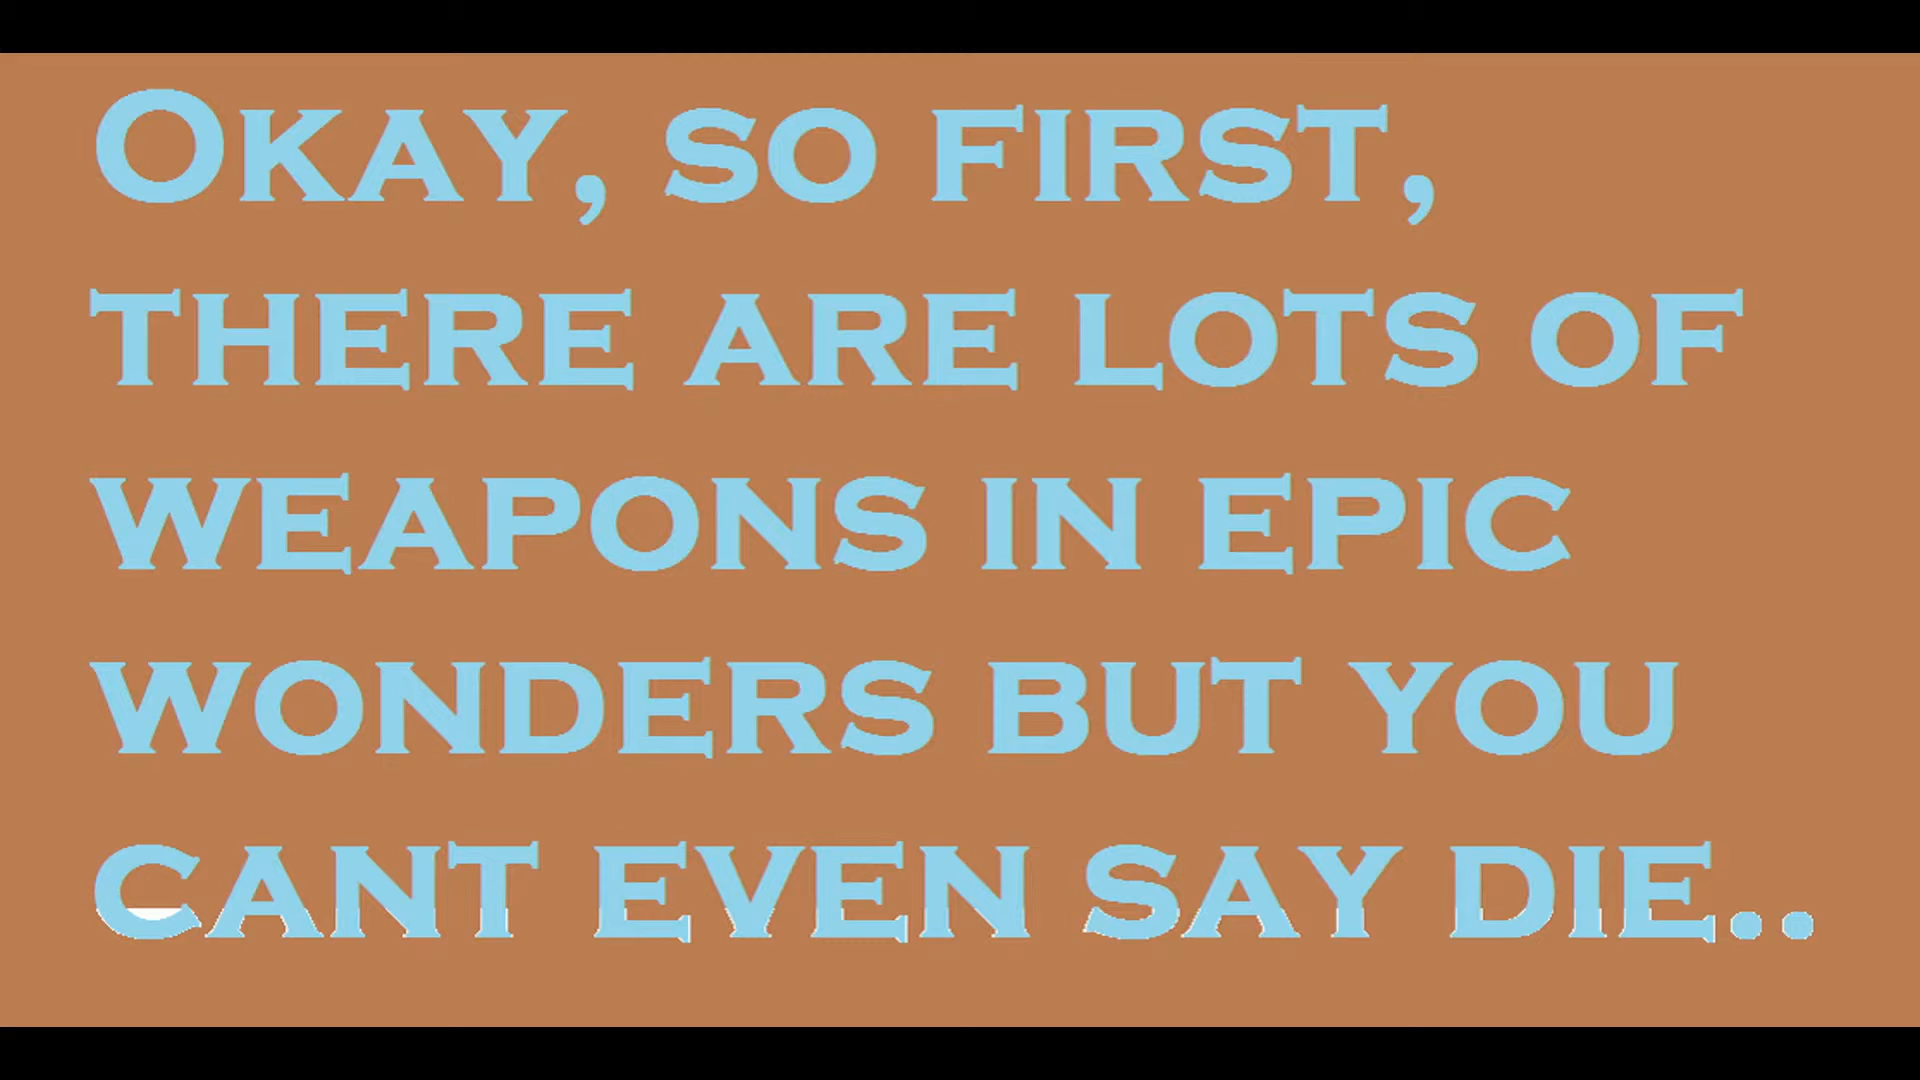 Okay, so first,
there are lots of
weapons in epic
wonders but you
cant even say die..